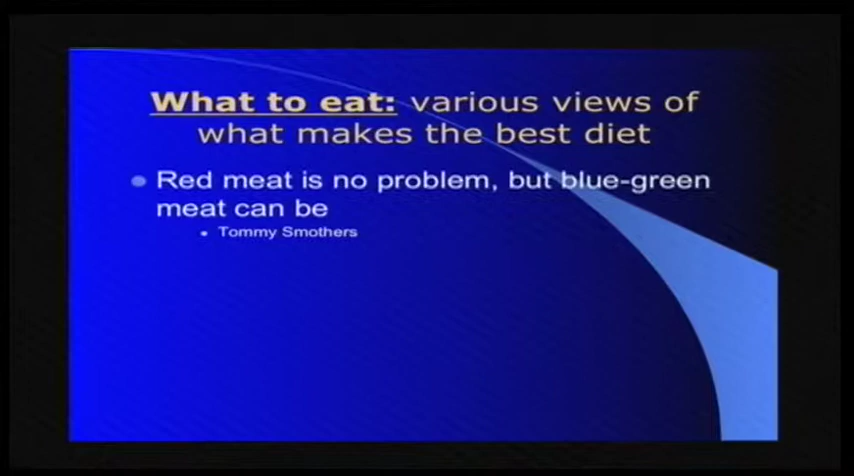 What to eat: various views of
what makes the best diet
Red meat is no problem, but blue-green
meat can be
Tommy Smothers